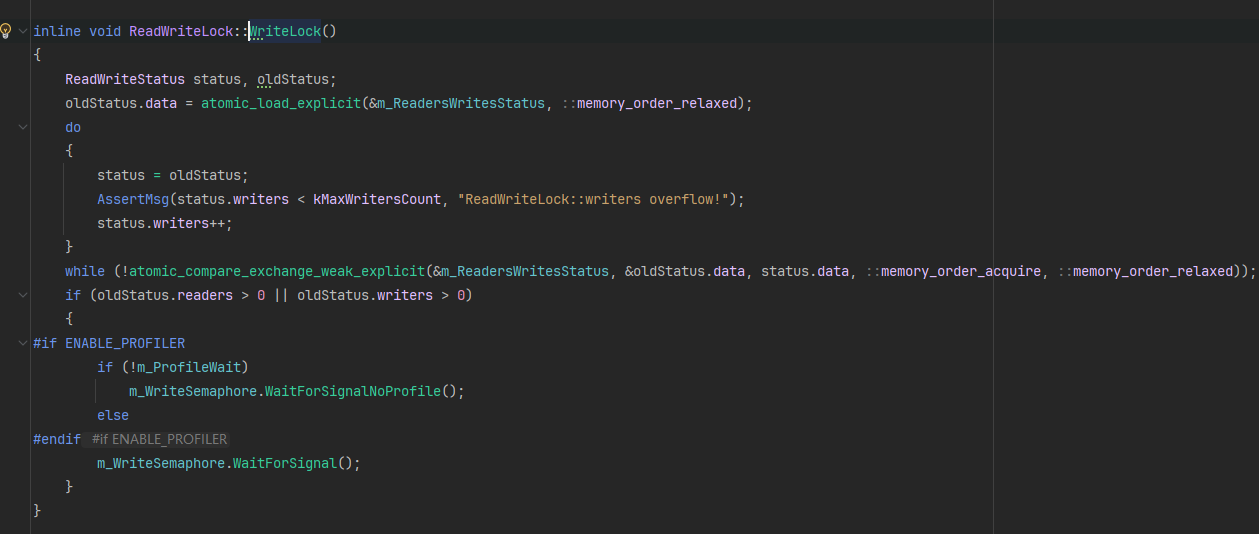 inline void ReadWriteLock::WriteLock()
{
    ReadWriteStatus status, oldStatus;
    oldStatus.data = atomic_load_explicit(&m_ReadersWritesStatus, ::memory_order_relaxed);
    do
    {
        status = oldStatus;
        AssertMsg(status.writers < kMaxWritersCount, "ReadWriteLock::writers overflow!");
        status.writers++;
    }
    while (!atomic_compare_exchange_weak_explicit(&m_ReadersWritesStatus, &oldStatus.data, status.data, ::memory_order_acquire, ::memory_order_relaxed));
    if (oldStatus.readers > 0 || oldStatus.writers > 0)
    {
#if ENABLE_PROFILER
        if (!m_ProfileWait)
            m_WriteSemaphore.WaitForSignalNoProfile();
        else
#endif #if ENABLE_PROFILER
        m_WriteSemaphore.WaitForSignal();
    }
}